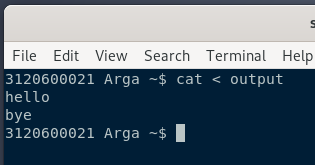 File Edit View Search Terminal Help
3120600021 Arga ~$ cat < output
hello
bye
3120600021 Arga ~$